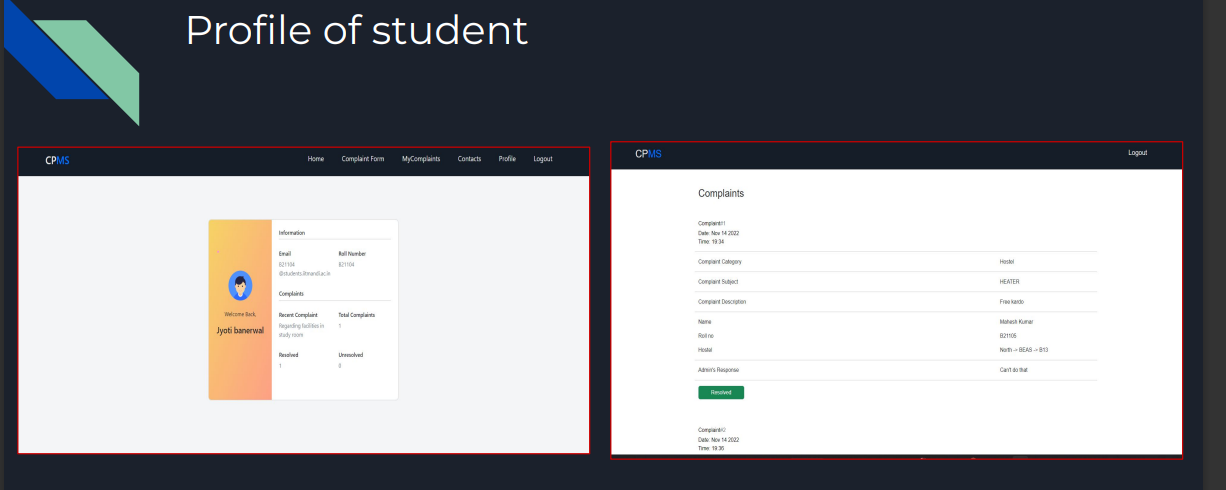 Profile of student
CPMS
Home Complaint Form MyComplaints Contacts Profile Logout
Information
Email Roll Number
B21104 B21104
@students.iitmandi.ac.in
Complaints
Recent Complaint Total Complaints
Regarding facilities in 1
study room
Resolved Unresolved
1 0
Welcome Back,
Jyoti banerwal
CPMS
Logout
Complaints
Complaint#1
Date: Nov 14 2022
Time: 19:34
Complaint Category Hostel
Complaint Subject HEATER
Complaint Description Free kardo
Name Mahesh Kumar
Roll no B21105
Hostel North -> BEAS -> B13
Admin's Response Can't do that
Resolved
Complaint#2
Date: Nov 14 2022
Time: 19:36